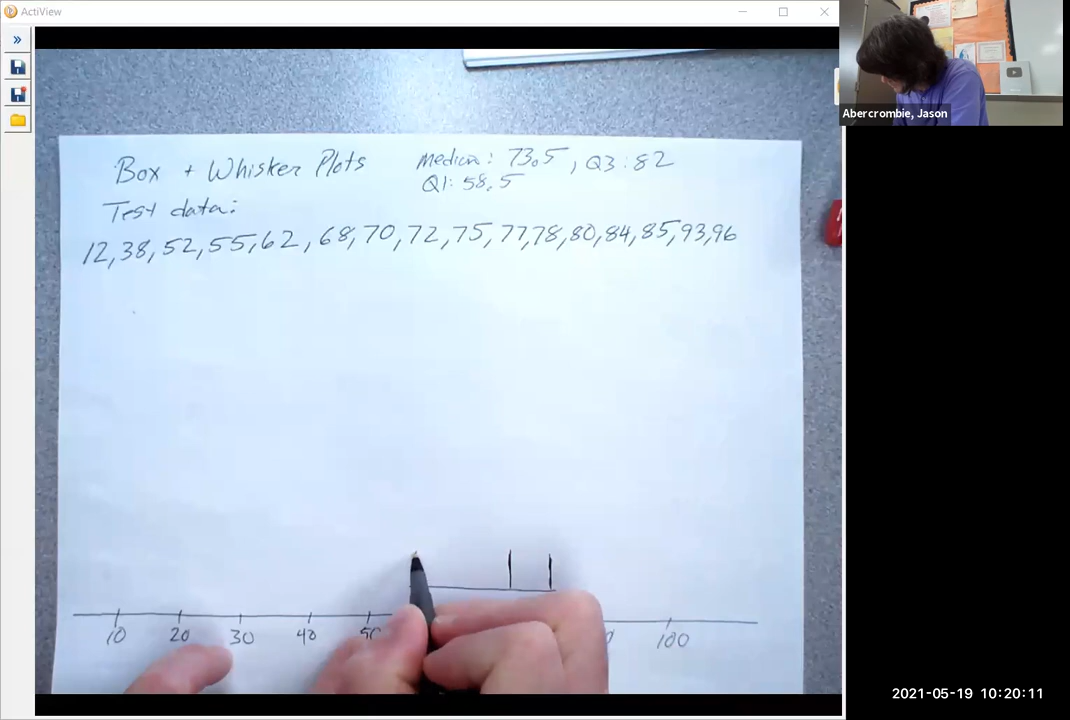 ActiView
Abercrombie, Jason
Box + Whisker Plots
Median: 73.5, Q3: 82
Q1: 58.5
Test data:
12, 38, 52, 55, 62, 68, 70, 72, 75, 77, 78, 80, 84, 85, 93, 96
10 20 30 40 50 100
2021-05-19 10:20:11